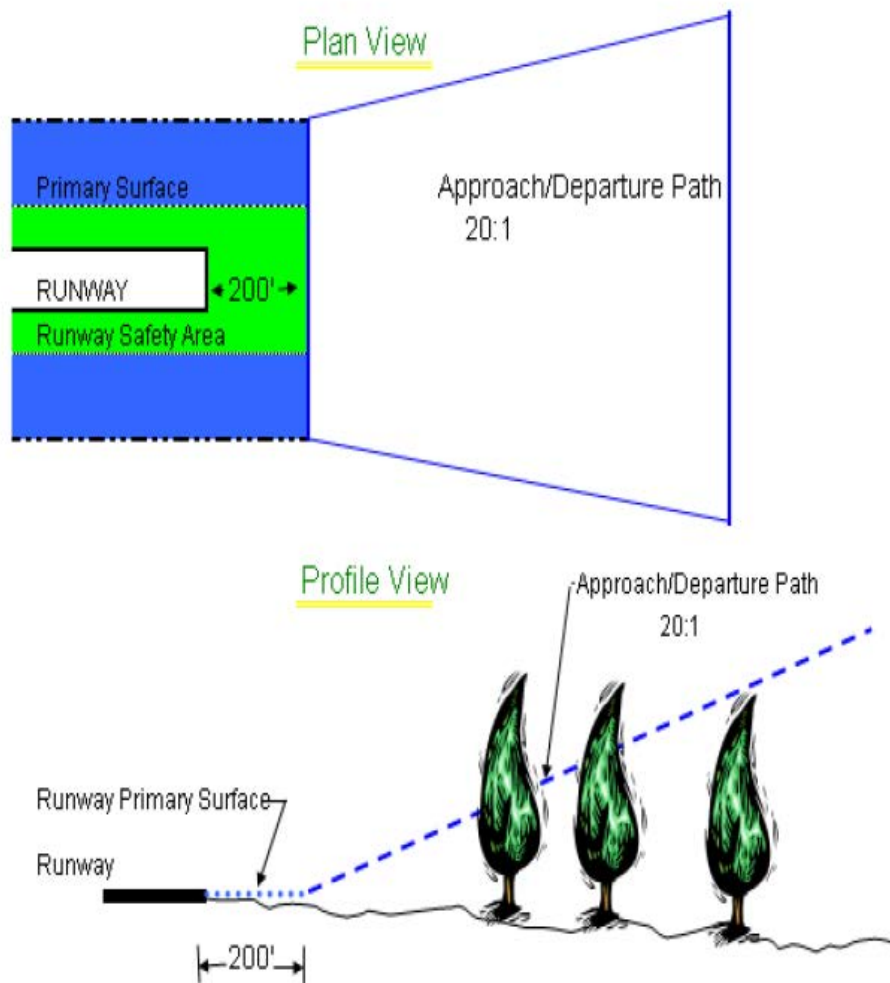 Plan View
Primary Surface
Approach/Departure Path
20:1
RUNWAY
200'
Runway Safety Area
Profile View
Approach/Departure Path
20:1
Runway Primary Surface
Runway
200'